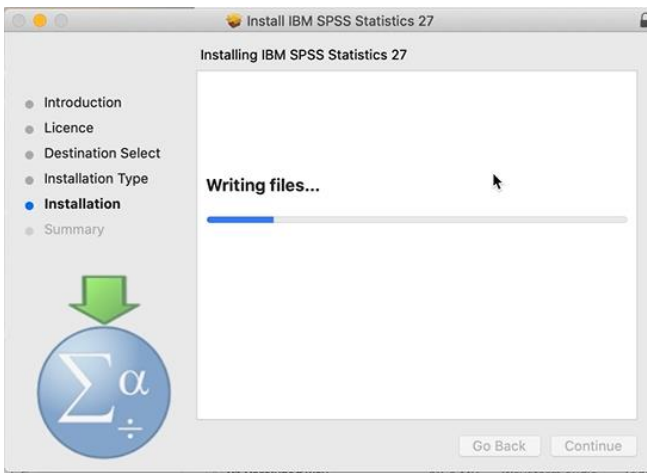 Install IBM SPSS Statistics 27
Installing IBM SPSS Statistics 27
Introduction
Licence
Destination Select
Installation Type
Installation
Summary
Writing files...
Σα÷
Go Back
Continue